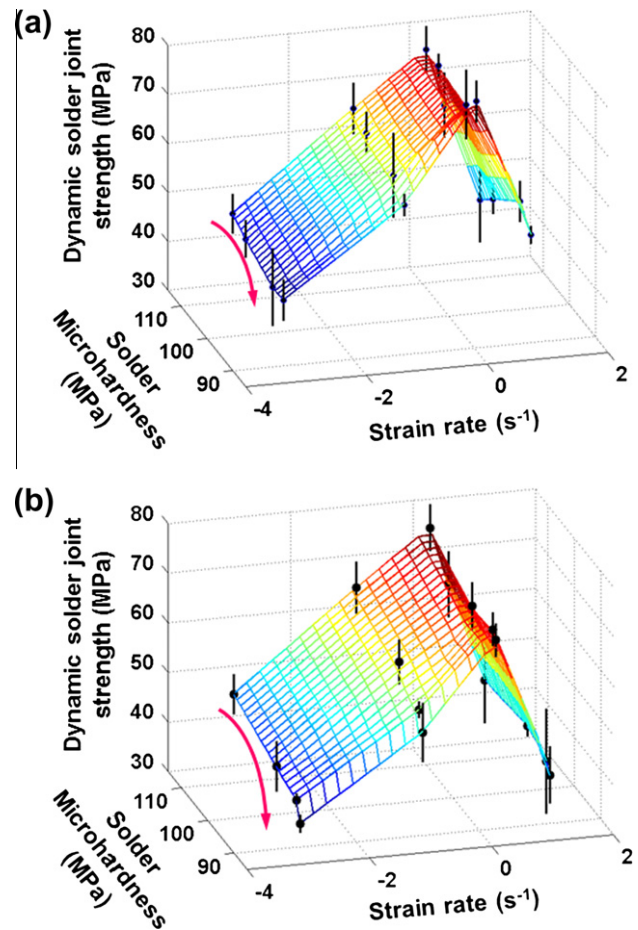 (a)
80
70
60
50
40
30
Dynamic solder joint
strength (MPa)
110
100
90
Solder
Microhardness
(MPa)
-4
-2
0
2
Strain rate (s⁻¹)
(b)
80
70
60
50
40
30
Dynamic solder joint
strength (MPa)
110
100
90
Solder
Microhardness
(MPa)
-4
-2
0
2
Strain rate (s⁻¹)